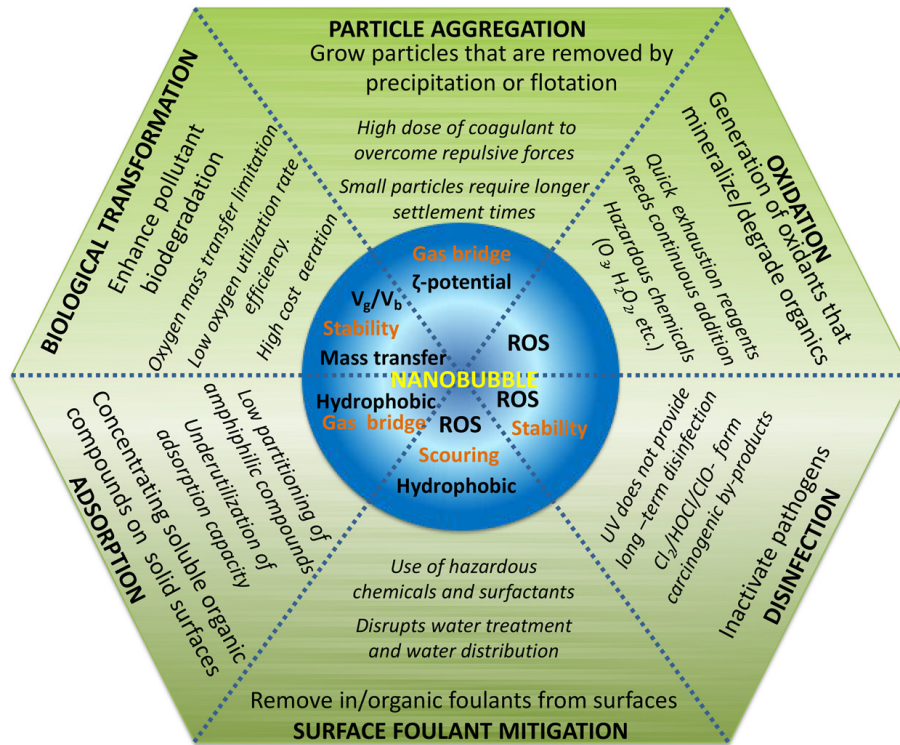 PARTICLE AGGREGATION
Grow particles that are removed by
precipitation or flotation
High dose of coagulant to
overcome repulsive forces
Small particles require longer
settlement times
OXIDATION
Generation of oxidants that
mineralize/degrade organics
Quick exhaustion reagents
needs continuous addition
Hazardous chemicals
(O₃, H₂O₂, etc.)
DISINFECTION
Inactivate pathogens
UV does not provide
long –term disinfection
Cl₂/HOCl/ClO- form
carcinogenic by-products
Use of hazardous
chemicals and surfactants
Disrupts water treatment
and water distribution
Remove in/organic foulants from surfaces
SURFACE FOULANT MITIGATION
ADSORPTION
Concentrating soluble organic
compounds on solid surfaces
Low partitioning of
amphiphilic compounds
Underutilization of
adsorption capacity
BIOLOGICAL TRANSFORMATION
Enhance pollutant
biodegradation
Oxygen mass transfer limitation
Low oxygen utilization rate
efficiency.
High cost aeration
Gas bridge
ζ-potential
Vg/Vb
Stability
Mass transfer
ROS
NANOBUBBLE
Hydrophobic
Gas bridge
ROS
Stability
ROS
Scouring
Hydrophobic